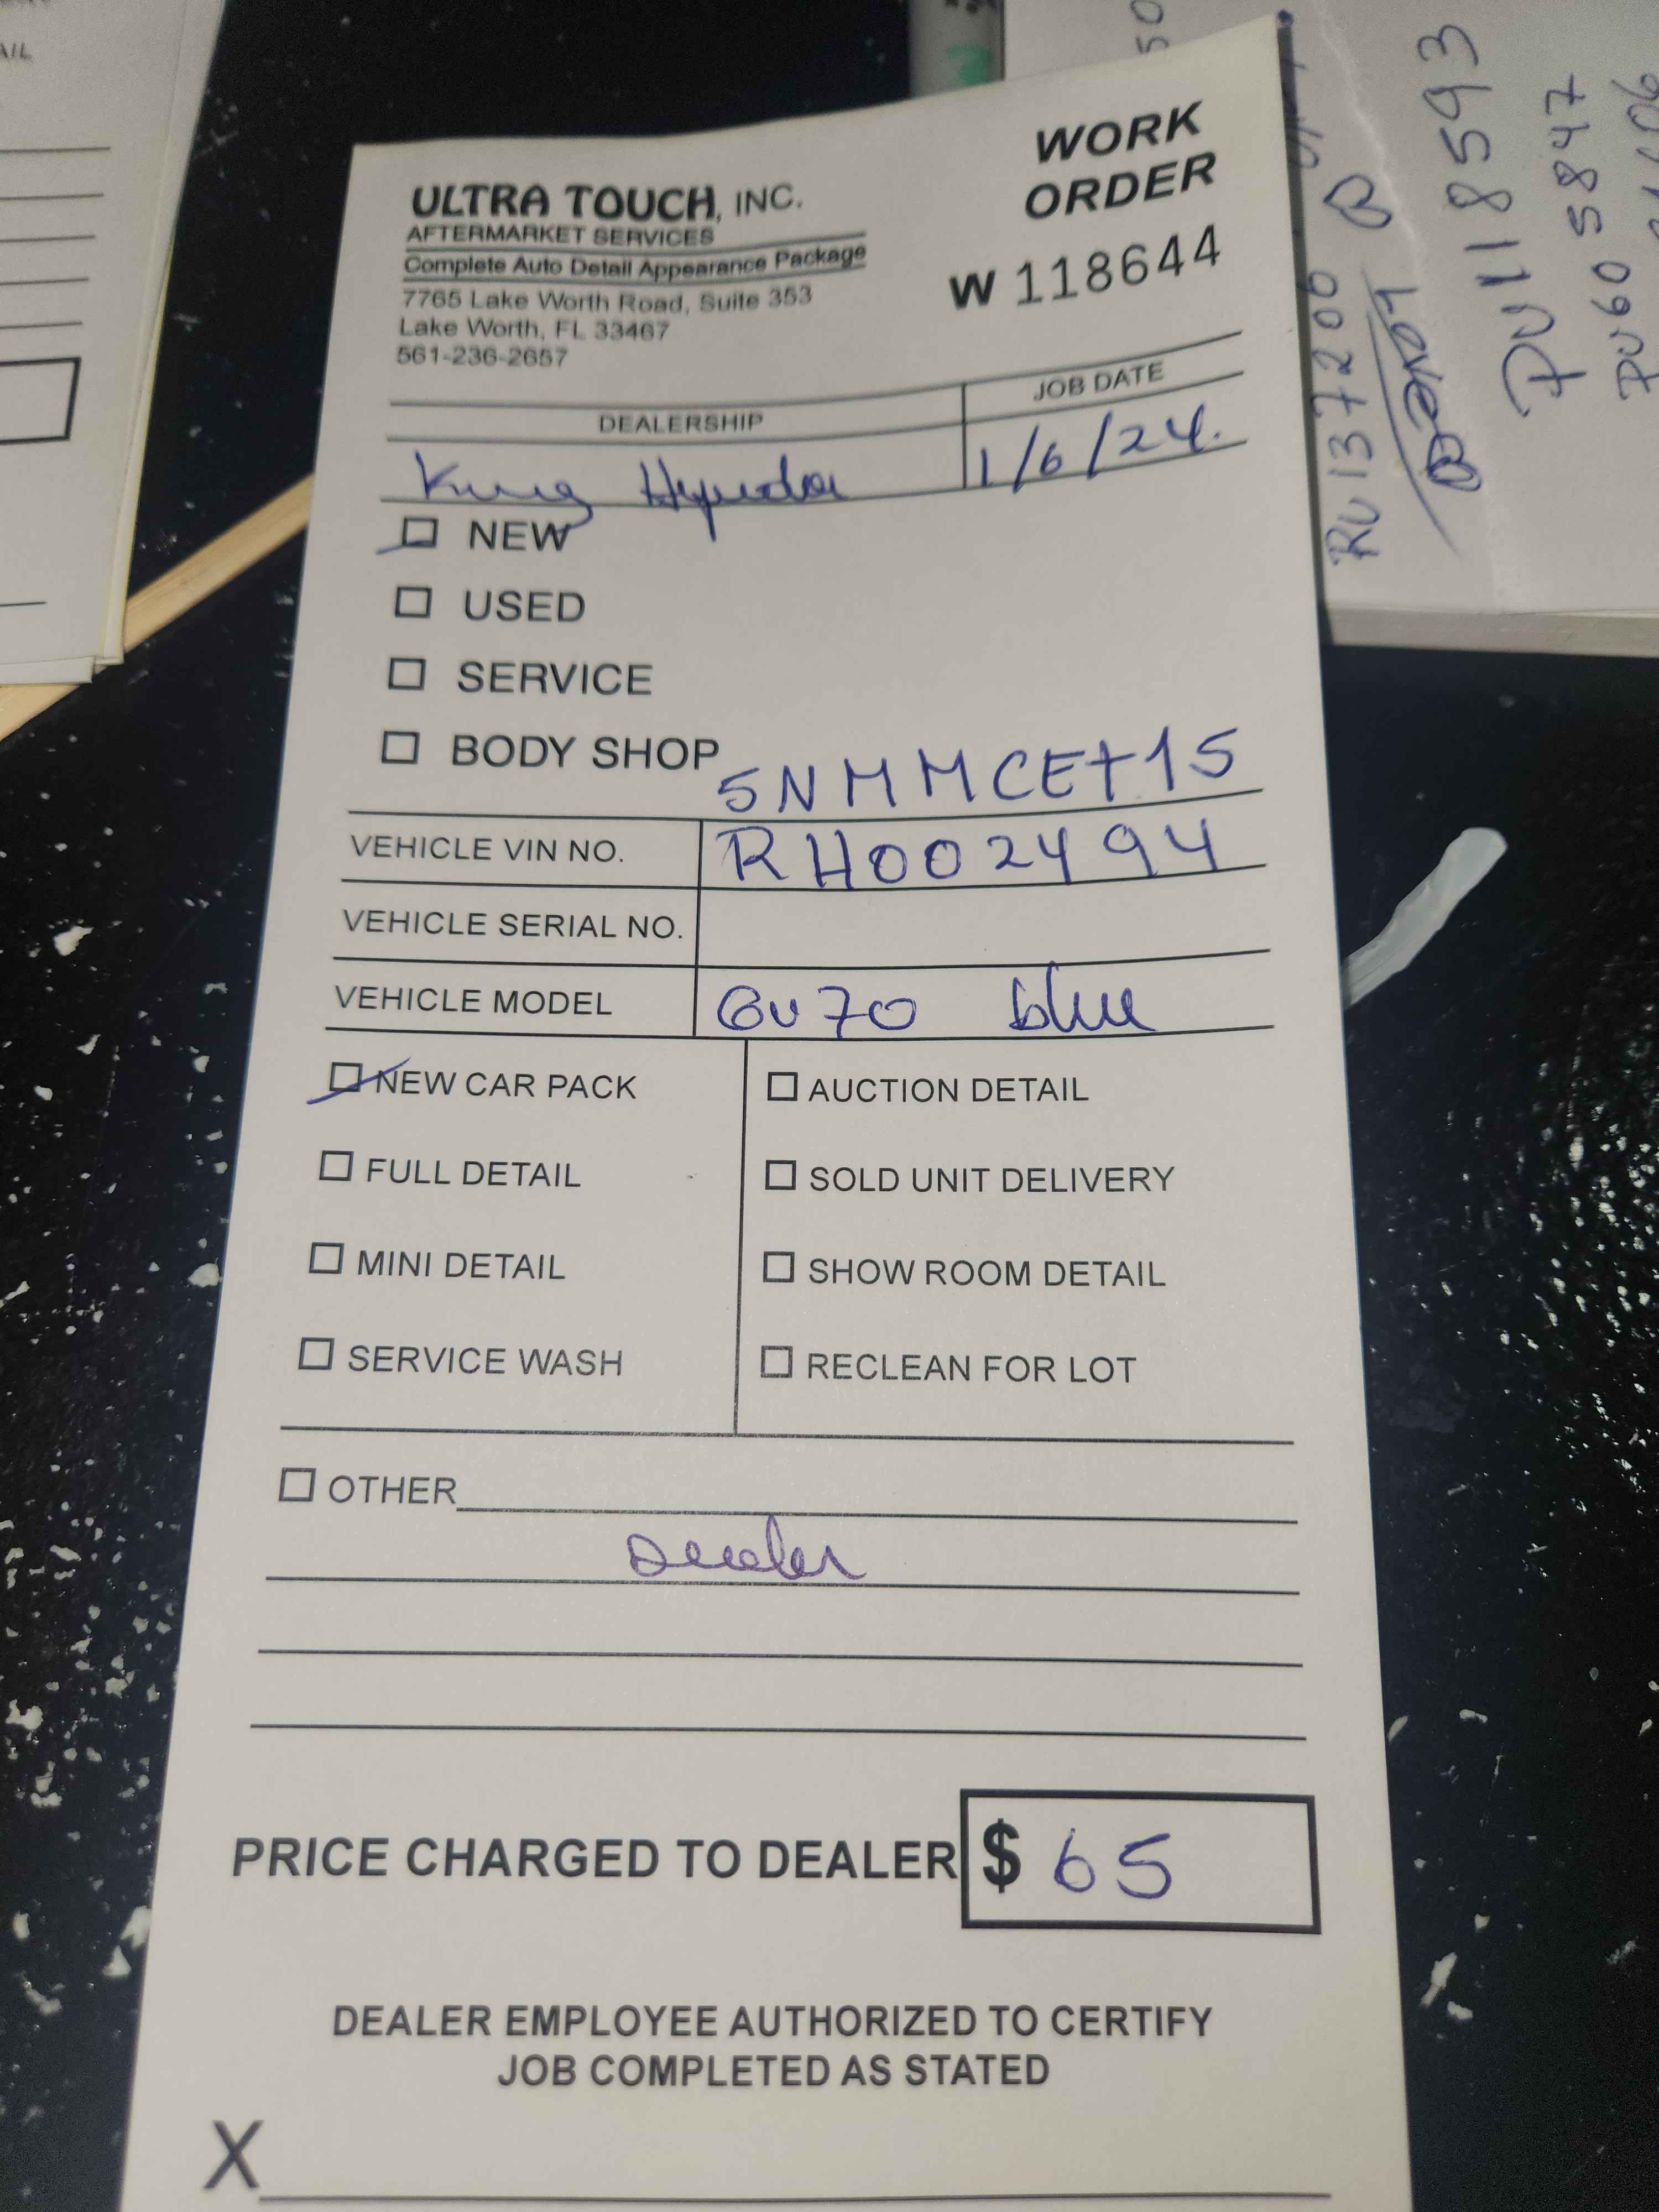 AIL
ULTRA TOUCH, INC.
AFTERMARKET SERVICES
Complete Auto Detail Appearance Package
7765 Lake Worth Road, Suite 353
Lake Worth, FL 33467
561-236-2657
WORK
ORDER
W 118644
DEALERSHIP
JOB DATE
King Hyundai
1/6/24.
NEW
USED
SERVICE
BODY SHOP
5NMMCET15
VEHICLE VIN NO. RH002494
VEHICLE SERIAL NO.
VEHICLE MODEL GV70 blue
NEW CAR PACK
AUCTION DETAIL
FULL DETAIL
SOLD UNIT DELIVERY
MINI DETAIL
SHOW ROOM DETAIL
SERVICE WASH
RECLEAN FOR LOT
OTHER
Dealer
PRICE CHARGED TO DEALER $ 65
DEALER EMPLOYEE AUTHORIZED TO CERTIFY
JOB COMPLETED AS STATED
X
RU137200
PU118593
PU605847